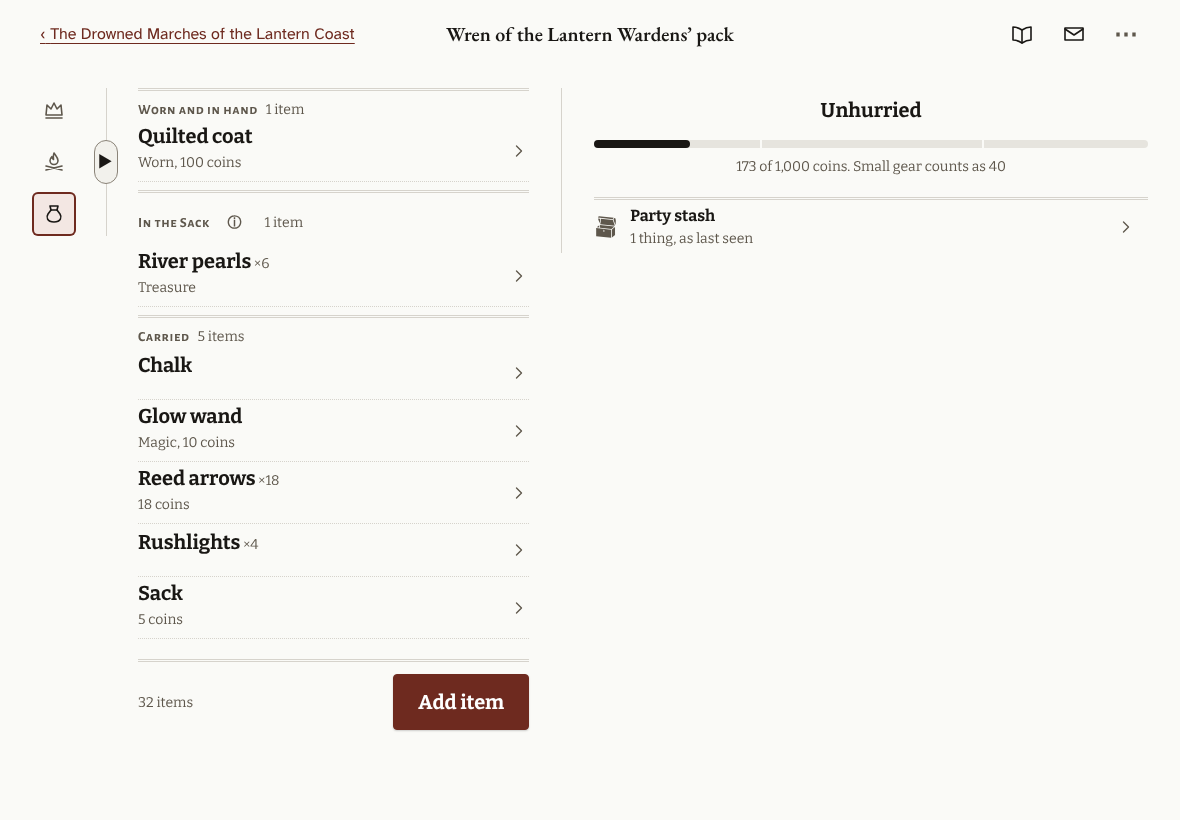 ‹ The Drowned Marches of the Lantern Coast
Wren of the Lantern Wardens’ pack
Worn and in hand 1 item
Quilted coat
Worn, 100 coins
In the Sack 1 item
River pearls ×6
Treasure
Carried 5 items
Chalk
Glow wand
Magic, 10 coins
Reed arrows ×18
18 coins
Rushlights ×4
Sack
5 coins
32 items
Add item
Unhurried
173 of 1,000 coins. Small gear counts as 40
Party stash
1 thing, as last seen